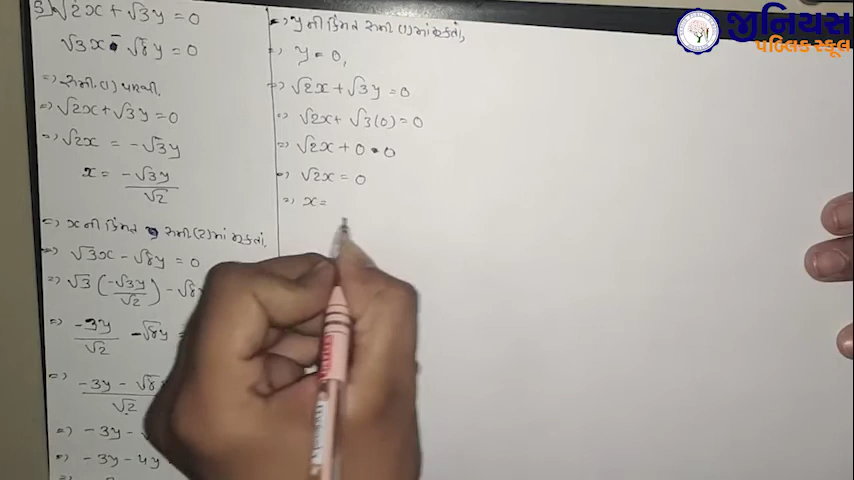 5) √2x + √3y = 0
√3x - √8y = 0
=) સમી.(1) પરથી,
=) √2x + √3y = 0
=) √2x = -√3y
x = -√3y / √2
=) x ની કિંમત સમી(2)માં મૂકતાં,
=) √3x - √8y = 0
=) √3 (-√3y / √2) - √8
=) -3y / √2 - √8y
=) -3y - √8 / √2
=) -3y -
=) -3y - 4y
=) y ની કિંમત સમી (1)માં મૂકતાં,
=) y = 0,
=) √2x + √3y = 0
=) √2x + √3(0) = 0
=) √2x + 0 = 0
=) √2x = 0
=) x =
જીનિયસ
પબ્લિક સ્કૂલ